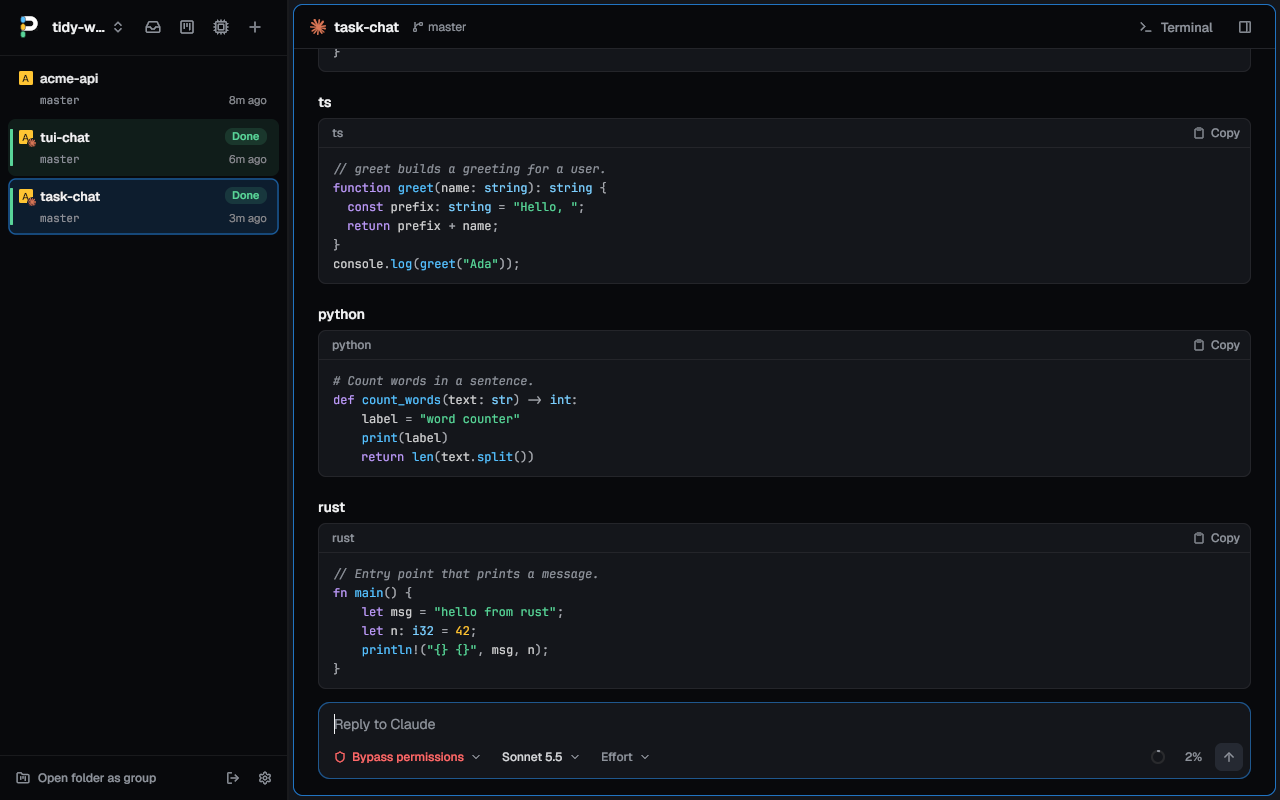 tidy-w...
task-chat
master
Terminal
A
acme-api
master
8m ago
A
tui-chat
Done
master
6m ago
A
task-chat
Done
master
3m ago
}
ts
ts
Copy
// greet builds a greeting for a user.
function greet(name: string): string {
  const prefix: string = "Hello, ";
  return prefix + name;
}
console.log(greet("Ada"));
python
python
Copy
# Count words in a sentence.
def count_words(text: str) -> int:
    label = "word counter"
    print(label)
    return len(text.split())
rust
rust
Copy
// Entry point that prints a message.
fn main() {
    let msg = "hello from rust";
    let n: i32 = 42;
    println!("{} {}", msg, n);
}
Reply to Claude
Bypass permissions
Sonnet 5.5
Effort
2%
Open folder as group